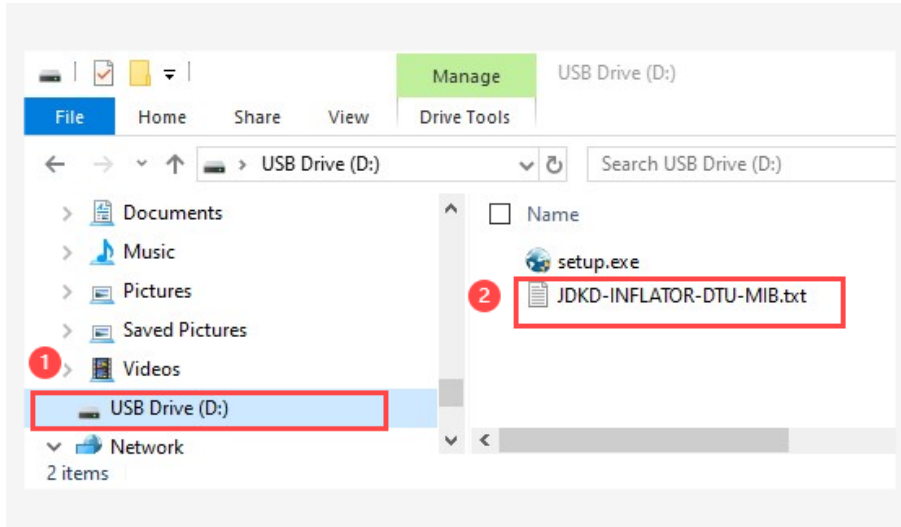 Manage USB Drive (D:)
File Home Share View Drive Tools
USB Drive (D:) Search USB Drive (D:)
Documents
Music
Pictures
Saved Pictures
1 Videos
USB Drive (D:)
Network
2 items
Name
setup.exe
2 JDKD-INFLATOR-DTU-MIB.txt